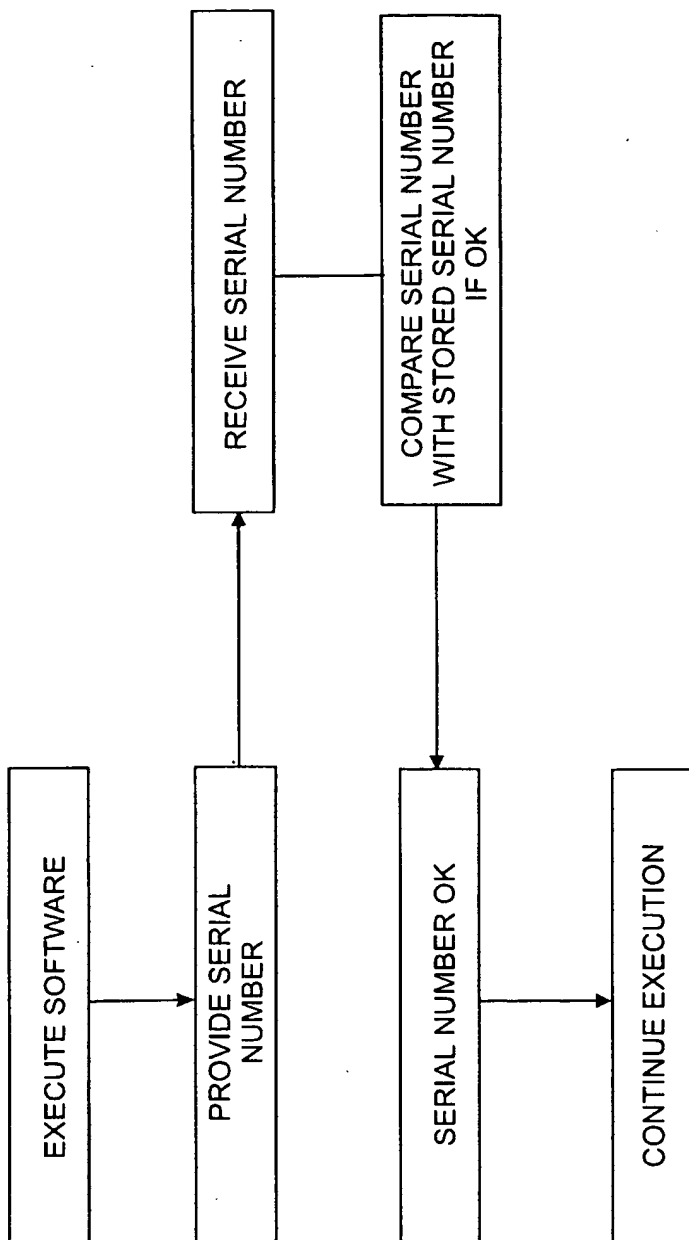 EXECUTE SOFTWARE
PROVIDE SERIAL
NUMBER
RECEIVE SERIAL NUMBER
COMPARE SERIAL NUMBER
WITH STORED SERIAL NUMBER
IF OK
SERIAL NUMBER OK
CONTINUE EXECUTION